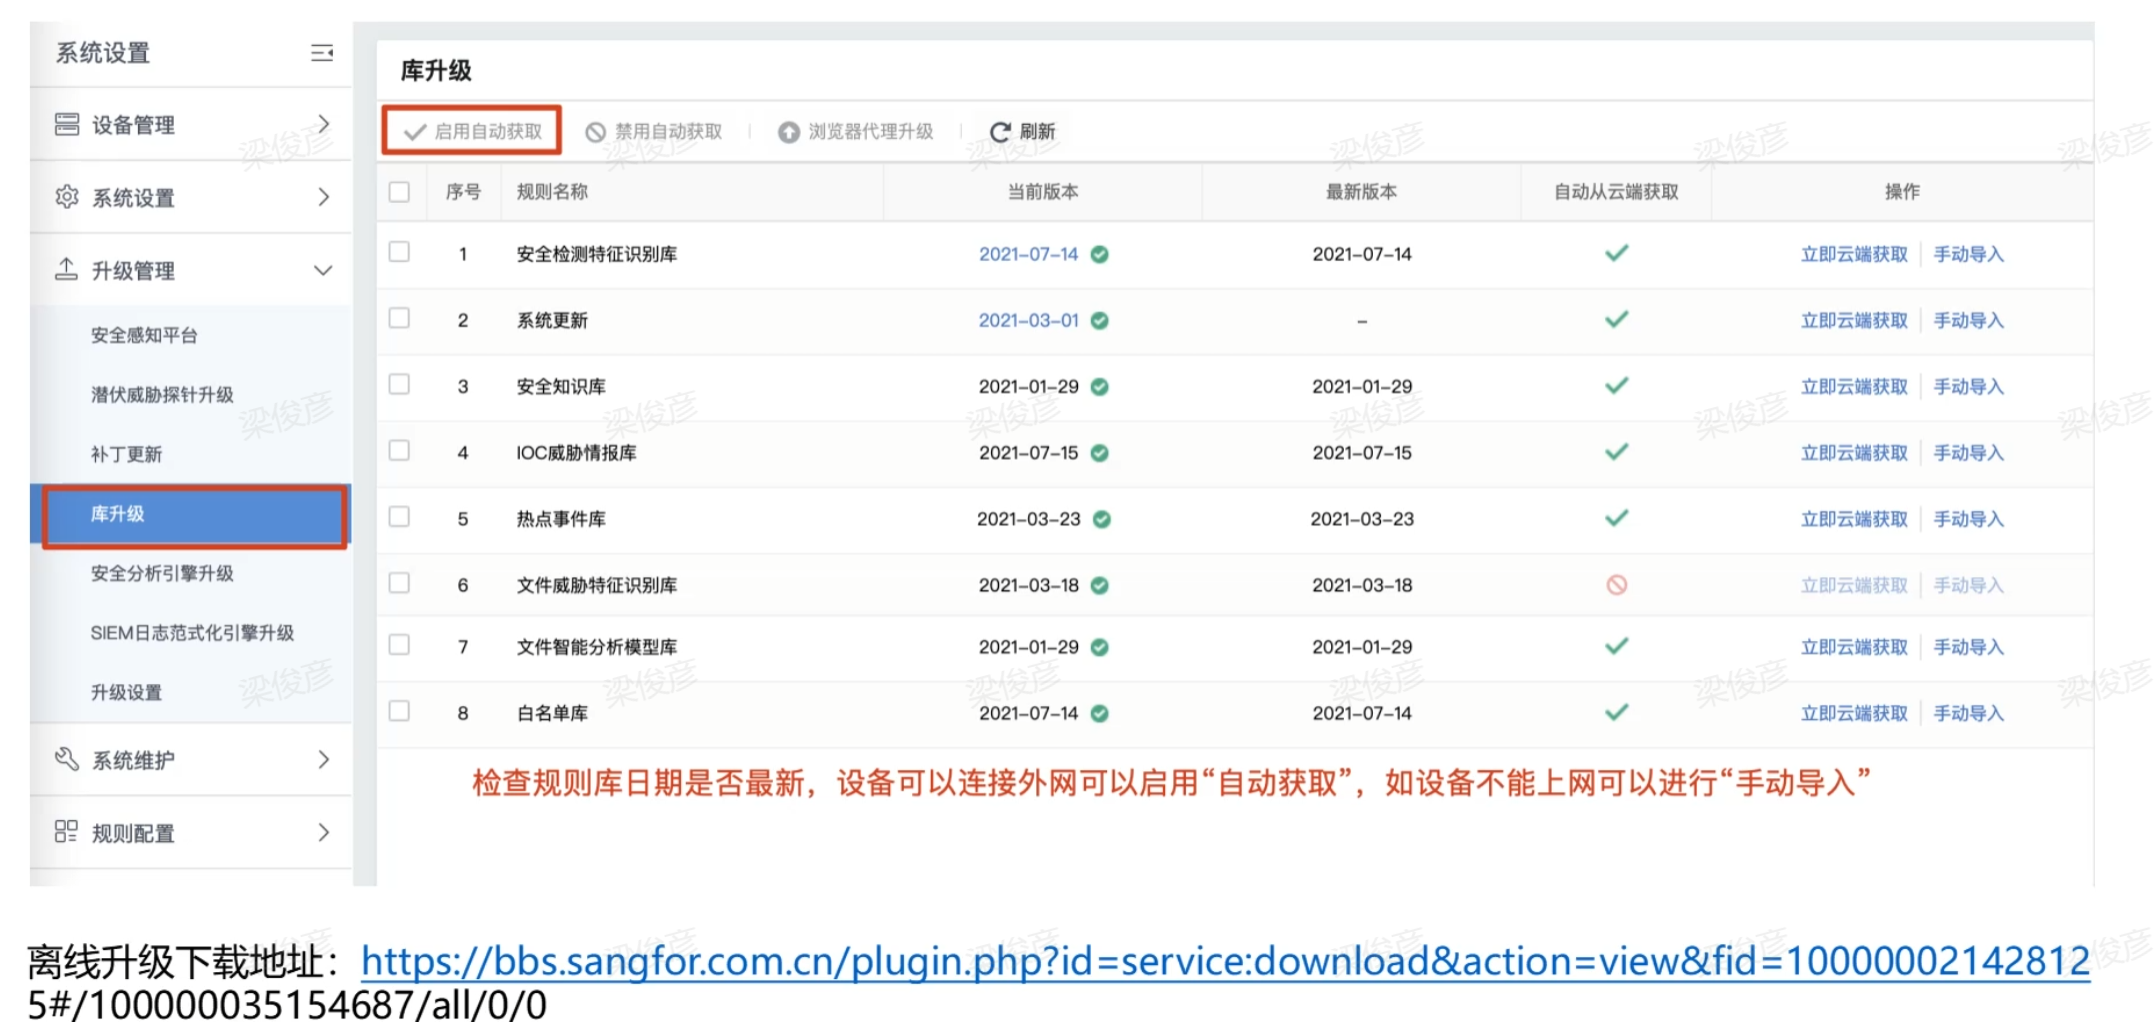 系统设置
库升级
设备管理
启用自动获取 禁用自动获取 浏览器代理升级 刷新
系统设置
序号 规则名称 当前版本 最新版本 自动从云端获取 操作
升级管理
1 安全检测特征识别库 2021-07-14 2021-07-14 立即云端获取 手动导入
安全感知平台
2 系统更新 2021-03-01 - 立即云端获取 手动导入
潜伏威胁探针升级
3 安全知识库 2021-01-29 2021-01-29 立即云端获取 手动导入
补丁更新
4 IOC威胁情报库 2021-07-15 2021-07-15 立即云端获取 手动导入
库升级
5 热点事件库 2021-03-23 2021-03-23 立即云端获取 手动导入
安全分析引擎升级
6 文件威胁特征识别库 2021-03-18 2021-03-18 立即云端获取 手动导入
SIEM日志范式化引擎升级
7 文件智能分析模型库 2021-01-29 2021-01-29 立即云端获取 手动导入
升级设置
8 白名单库 2021-07-14 2021-07-14 立即云端获取 手动导入
系统维护
检查规则库日期是否最新，设备可以连接外网可以启用“自动获取”，如设备不能上网可以进行“手动导入”
规则配置
离线升级下载地址：https://bbs.sangfor.com.cn/plugin.php?id=service:download&action=view&fid=10000002142812
5#/100000035154687/all/0/0
梁俊彦